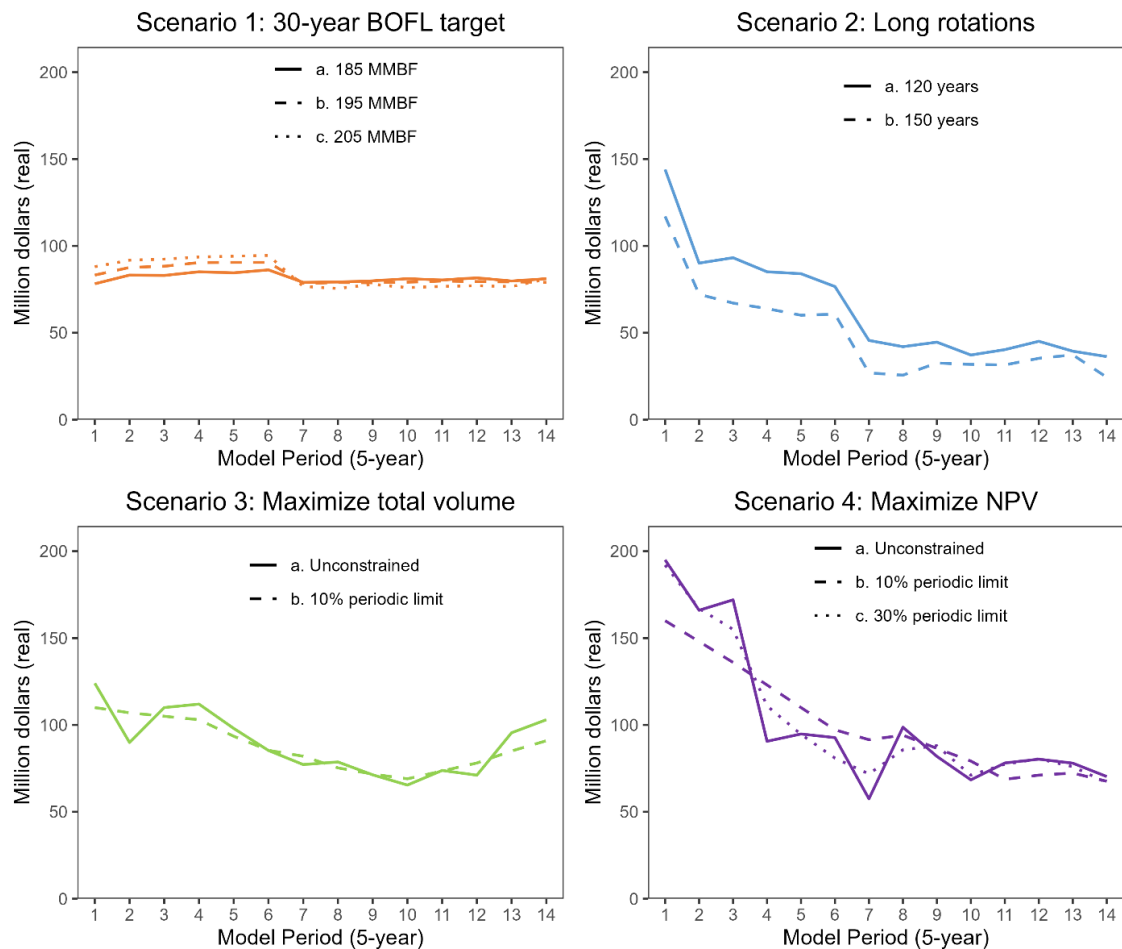 Scenario 1: 30-year BOFL target
a. 185 MMBF
b. 195 MMBF
c. 205 MMBF
Million dollars (real)
200
150
100
50
0
1 2 3 4 5 6 7 8 9 10 11 12 13 14
Model Period (5-year)
Scenario 2: Long rotations
a. 120 years
b. 150 years
Million dollars (real)
200
150
100
50
0
1 2 3 4 5 6 7 8 9 10 11 12 13 14
Model Period (5-year)
Scenario 3: Maximize total volume
a. Unconstrained
b. 10% periodic limit
Million dollars (real)
200
150
100
50
0
1 2 3 4 5 6 7 8 9 10 11 12 13 14
Model Period (5-year)
Scenario 4: Maximize NPV
a. Unconstrained
b. 10% periodic limit
c. 30% periodic limit
Million dollars (real)
200
150
100
50
0
1 2 3 4 5 6 7 8 9 10 11 12 13 14
Model Period (5-year)